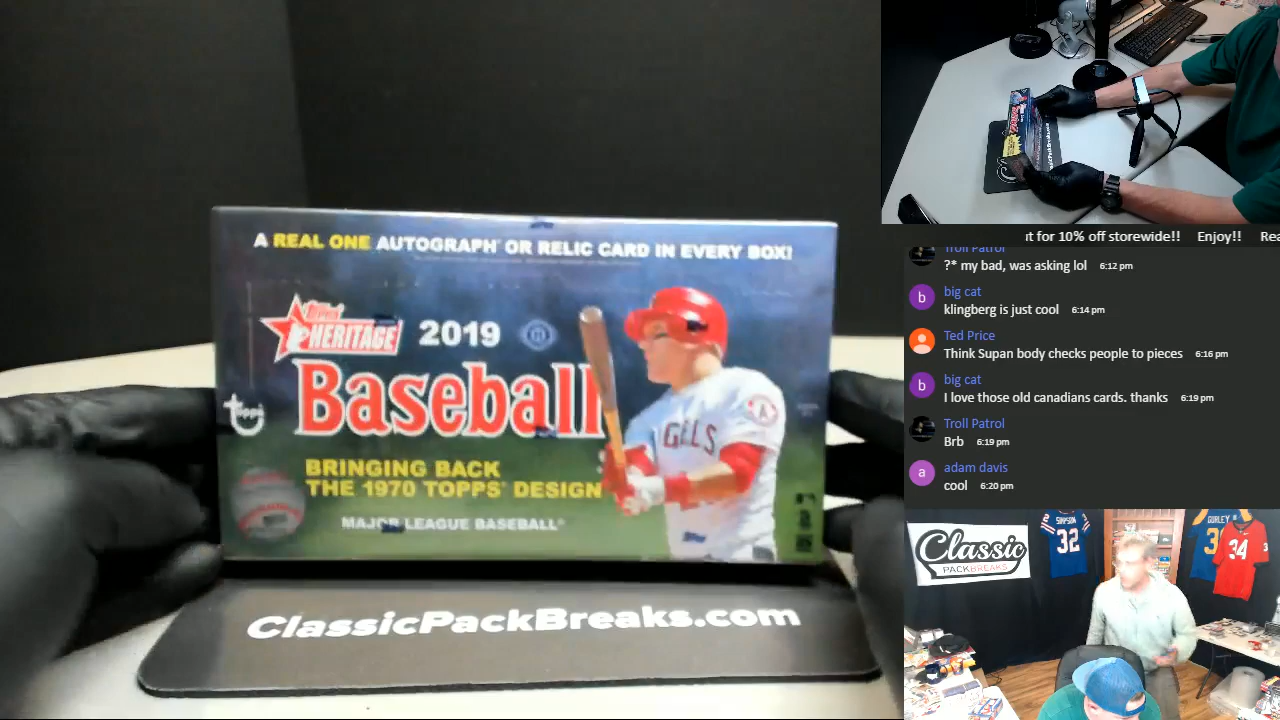 A REAL ONE AUTOGRAPH OR RELIC CARD IN EVERY BOX!
Topps
HERITAGE
2019
Baseball
topps
ANGELS
BRINGING BACK
THE 1970 TOPPS® DESIGN
MAJOR LEAGUE BASEBALL®
ClassicPackBreaks.com
t for 10% off storewide!! Enjoy!! Rea
Troll Patrol
?* my bad, was asking lol 6:12 pm
b
big cat
klingberg is just cool 6:14 pm
Ted Price
Think Supan body checks people to pieces 6:16 pm
b
big cat
I love those old canadians cards. thanks 6:19 pm
Troll Patrol
Brb 6:19 pm
a
adam davis
cool 6:20 pm
Classic
PACKBREAKS
SIMPSON
32
GURLEY II
3
34